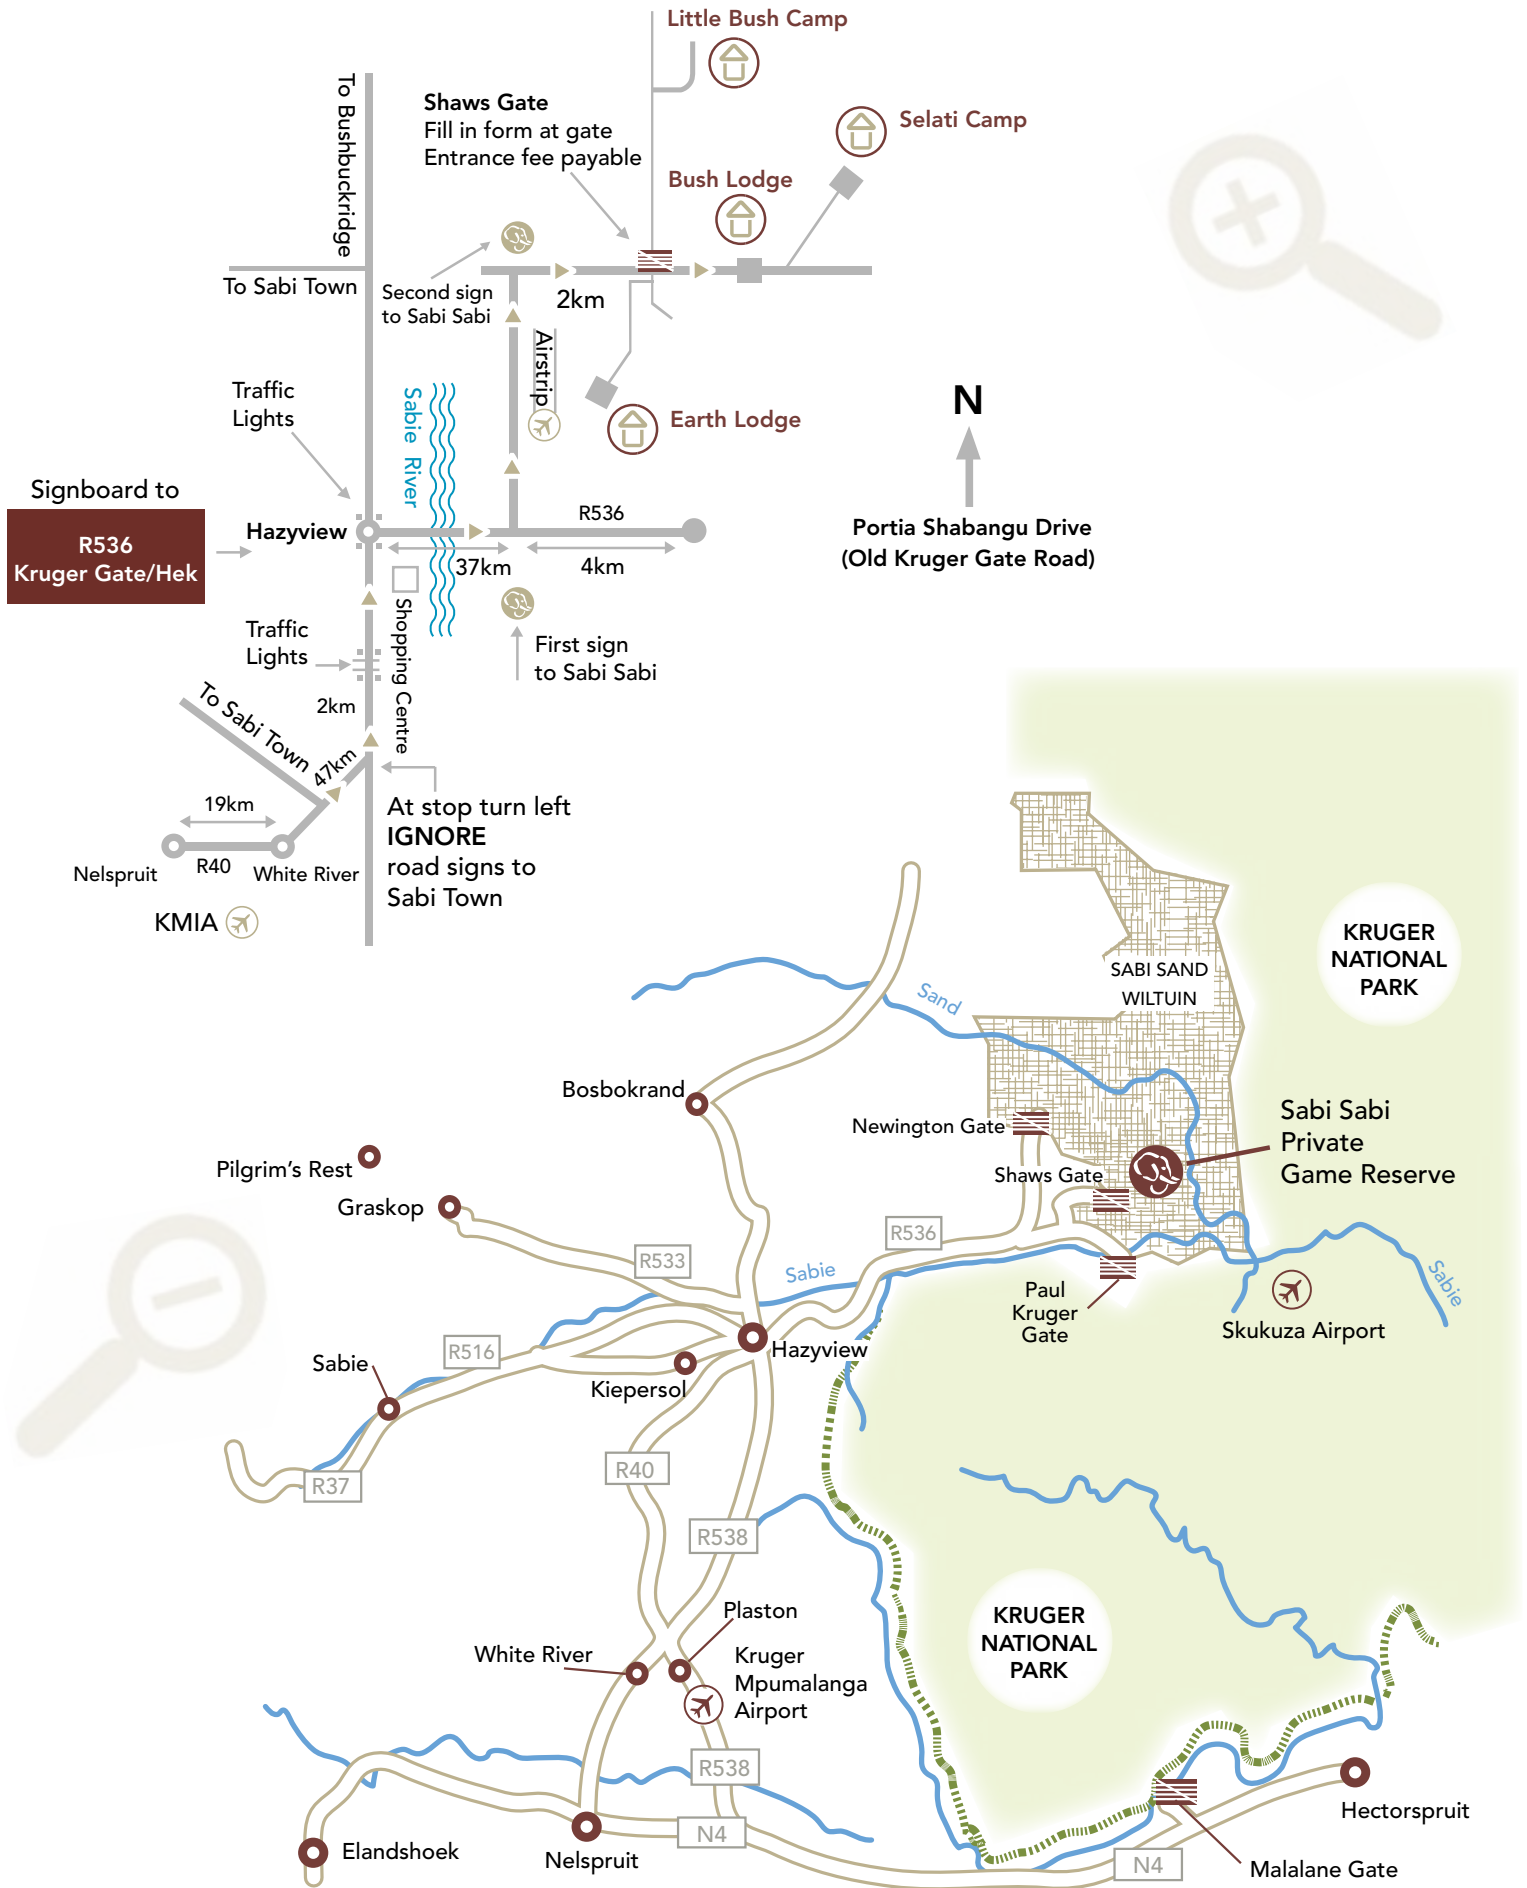 Little Bush Camp
Selati Camp
Shaws Gate
Fill in form at gate
Entrance fee payable
Bush Lodge
To Bushbuckridge
To Sabi Town
Second sign
to Sabi Sabi
2km
Airstrip
Traffic
Lights
Sabie River
Earth Lodge
N
Signboard to
R536
Kruger Gate/Hek
Hazyview
R536
37km
4km
Portia Shabangu Drive
(Old Kruger Gate Road)
Shopping Centre
First sign
to Sabi Sabi
Traffic
Lights
2km
To Sabi Town
47km
19km
R40
Nelspruit
White River
KMIA
At stop turn left
IGNORE
road signs to
Sabi Town
KRUGER
NATIONAL
PARK
SABI SAND
WILTUIN
Sand
Bosbokrand
Newington Gate
Sabi Sabi
Private
Game Reserve
Shaws Gate
Pilgrim's Rest
Graskop
R533
R536
Sabie
Paul
Kruger
Gate
Sabie
Skukuza Airport
R516
Sabie
Hazyview
Kiepersol
R37
R40
R538
Plaston
White River
Kruger
Mpumalanga
Airport
KRUGER
NATIONAL
PARK
R538
Elandshoek
Nelspruit
N4
N4
Hectorspruit
Malalane Gate